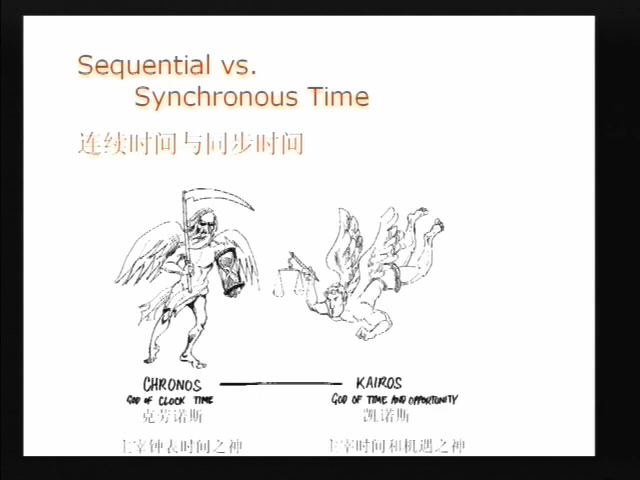 Sequential vs.
Synchronous Time
连续时间与同步时间
CHRONOS
KAIROS
GOD OF CLOCK TIME
GOD OF TIME AND OPPORTUNITY
克劳诺斯
凯诺斯
主宰钟表时间之神
主宰时间和机遇之神